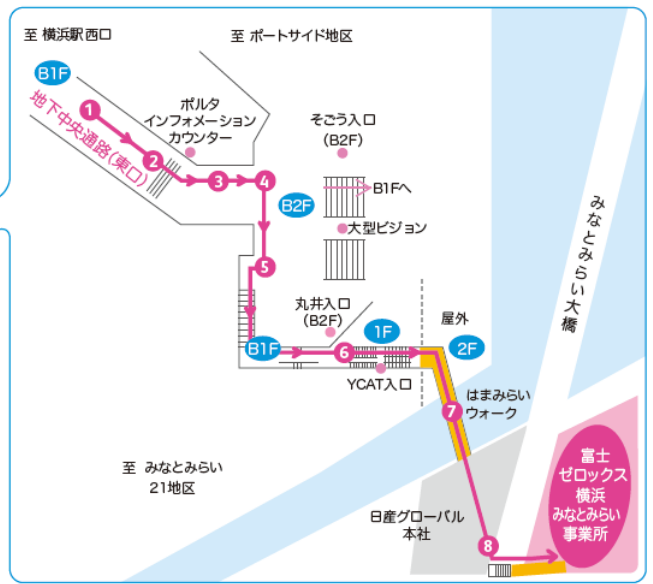 至 横浜駅西口
至 ポートサイド地区
B1F
地下中央通路(東口)
1
2
3
4
ポルタ
インフォメーション
カウンター
そごう入口
(B2F)
B1Fへ
B2F
大型ビジョン
みなとみらい大橋
5
丸井入口
(B2F)
B1F
6
1F
屋外
2F
YCAT入口
7
はまみらい
ウォーク
至 みなとみらい
21地区
日産グローバル
本社
8
富士
ゼロックス
横浜
みなとみらい
事業所